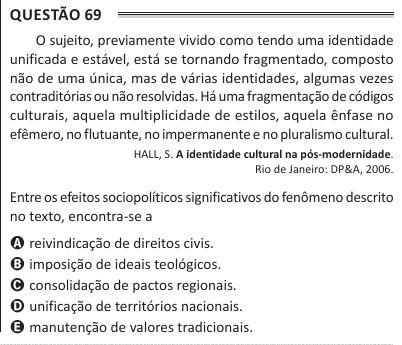 QUESTÃO 69
O sujeito, previamente vivido como tendo uma identidade
unificada e estável, está se tornando fragmentado, composto
não de uma única, mas de várias identidades, algumas vezes
contraditórias ou não resolvidas. Há uma fragmentação de códigos
culturais, aquela multiplicidade de estilos, aquela ênfase no
efêmero, no flutuante, no impermanente e no pluralismo cultural.
HALL, S. A identidade cultural na pós-modernidade.
Rio de Janeiro: DP&A, 2006.
Entre os efeitos sociopolíticos significativos do fenômeno descrito
no texto, encontra-se a
A reivindicação de direitos civis.
B imposição de ideais teológicos.
C consolidação de pactos regionais.
D unificação de territórios nacionais.
E manutenção de valores tradicionais.